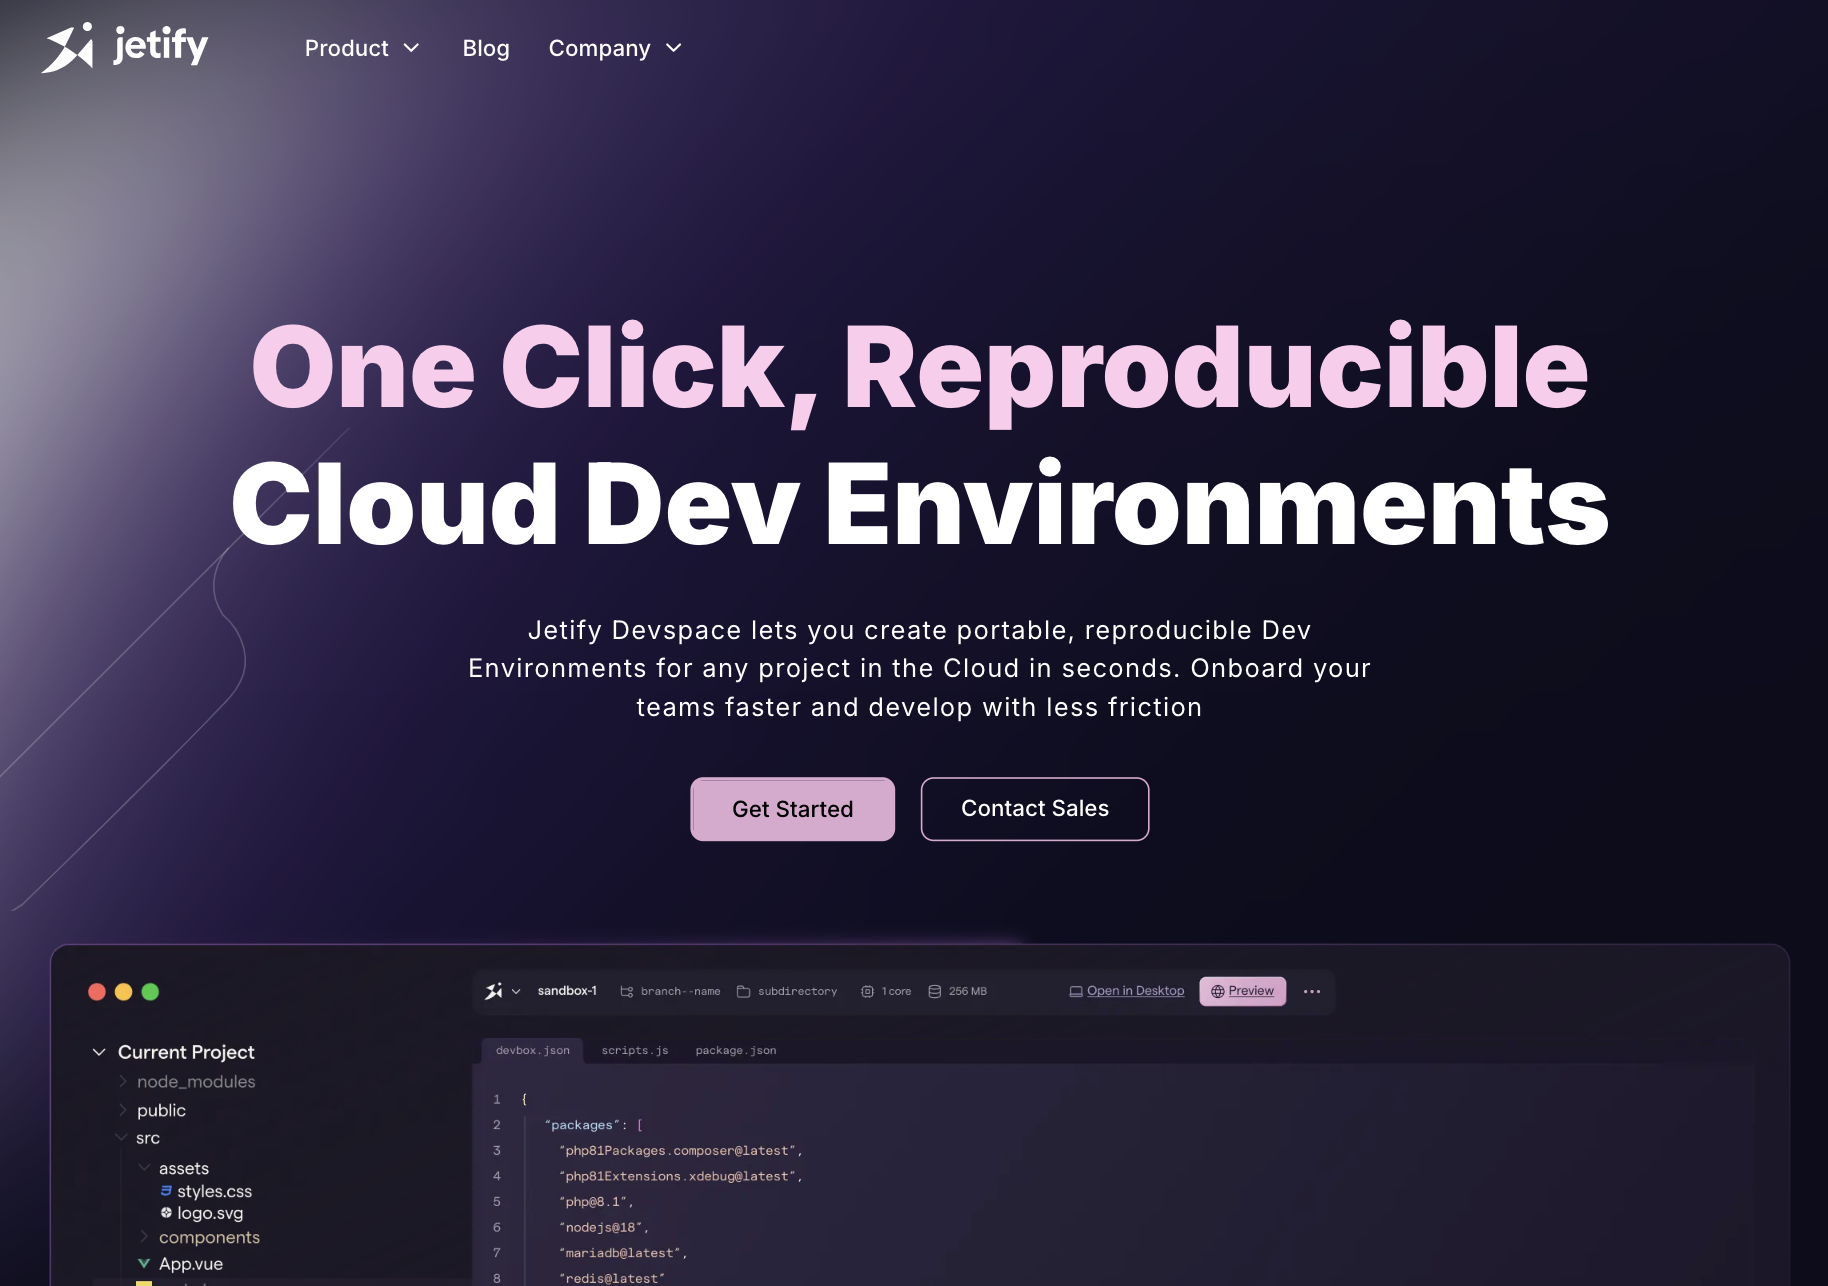 jetify
Product
Blog
Company
One Click, Reproducible
Cloud Dev Environments
Jetify Devspace lets you create portable, reproducible Dev
Environments for any project in the Cloud in seconds. Onboard your
teams faster and develop with less friction
Get Started
Contact Sales
sandbox-1
branch--name
subdirectory
1 core
256 MB
Open in Desktop
Preview
Current Project
node_modules
public
src
assets
styles.css
logo.svg
components
App.vue
devbox.json
scripts.js
package.json
1 {
2 "packages": [
3 "php81Packages.composer@latest",
4 "php81Extensions.xdebug@latest",
5 "php@8.1",
6 "nodejs@18",
7 "mariadb@latest",
8 "redis@latest"